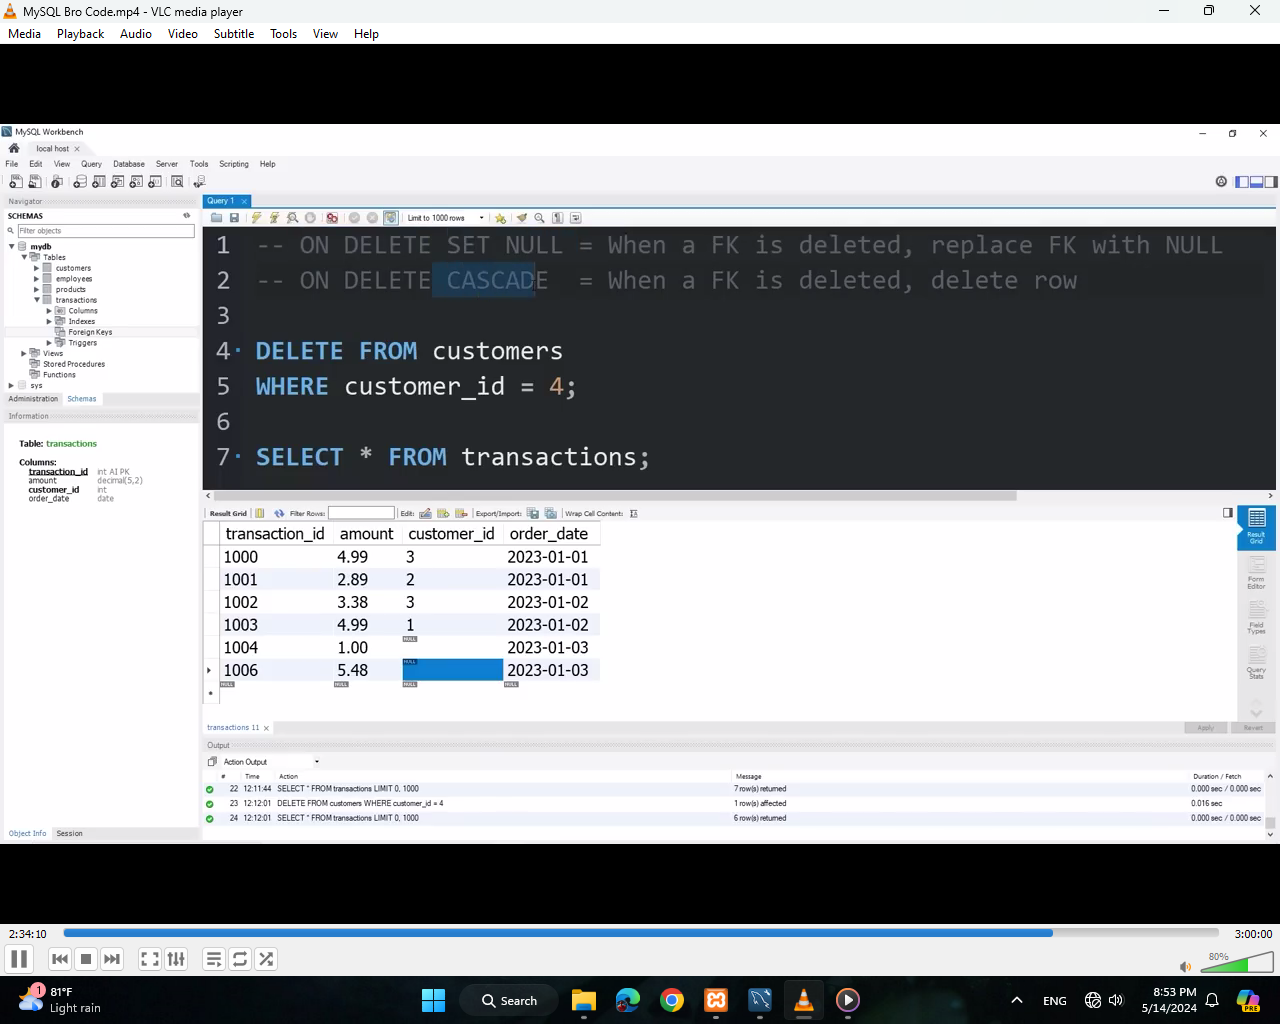 MySQL Bro Code.mp4 - VLC media player
Media Playback Audio Video Subtitle Tools View Help
MySQL Workbench
local host
File Edit View Query Database Server Tools Scripting Help
Navigator
SCHEMAS
Filter objects
mydb
Tables
customers
employees
products
transactions
Columns
Indexes
Foreign Keys
Triggers
Views
Stored Procedures
Functions
sys
Administration Schemas
Information
Table: transactions
Columns:
transaction_id int AI PK
amount decimal(5,2)
customer_id int
order_date date
Object Info Session
Query 1
Limit to 1000 rows
1 -- ON DELETE SET NULL = When a FK is deleted, replace FK with NULL
2 -- ON DELETE CASCADE = When a FK is deleted, delete row
3
4 DELETE FROM customers
5 WHERE customer_id = 4;
6
7 SELECT * FROM transactions;
Result Grid Filter Rows: Edit: Export/Import: Wrap Cell Content:
transaction_id amount customer_id order_date
1000 4.99 3 2023-01-01
1001 2.89 2 2023-01-01
1002 3.38 3 2023-01-02
1003 4.99 1 2023-01-02
1004 1.00 NULL 2023-01-03
1006 5.48 NULL 2023-01-03
NULL NULL NULL NULL
Result Grid
Form Editor
Field Types
Query Stats
transactions 11 Apply Revert
Output
Action Output
# Time Action Message Duration / Fetch
22 12:11:44 SELECT * FROM transactions LIMIT 0, 1000 7 row(s) returned 0.000 sec / 0.000 sec
23 12:12:01 DELETE FROM customers WHERE customer_id = 4 1 row(s) affected 0.016 sec
24 12:12:01 SELECT * FROM transactions LIMIT 0, 1000 6 row(s) returned 0.000 sec / 0.000 sec
2:34:10 3:00:00
80%
1 81°F
Light rain
Search
ENG
8:53 PM
5/14/2024
PRE